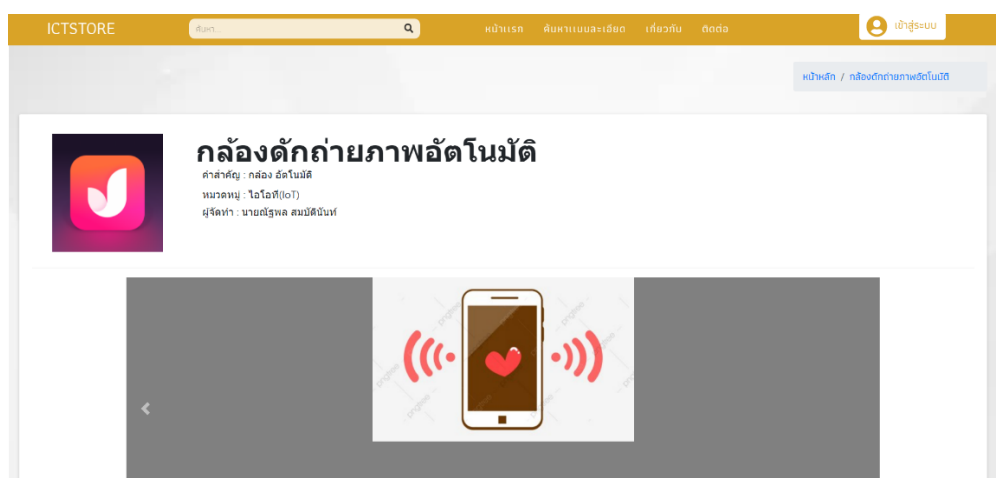 ICTSTORE
ค้นหา...
หน้าแรก ค้นหาแบบละเอียด เกี่ยวกับ ติดต่อ
เข้าสู่ระบบ
หน้าหลัก / กล้องดักถ่ายภาพอัตโนมัติ
กล้องดักถ่ายภาพอัตโนมัติ
คำสำคัญ : กล่อง อัตโนมัติ
หมวดหมู่ : ไอโอที(IoT)
ผู้จัดทำ : นายณัฐพล สมบัตินันท์
pngtree
pngtree
pngtree
pngtree